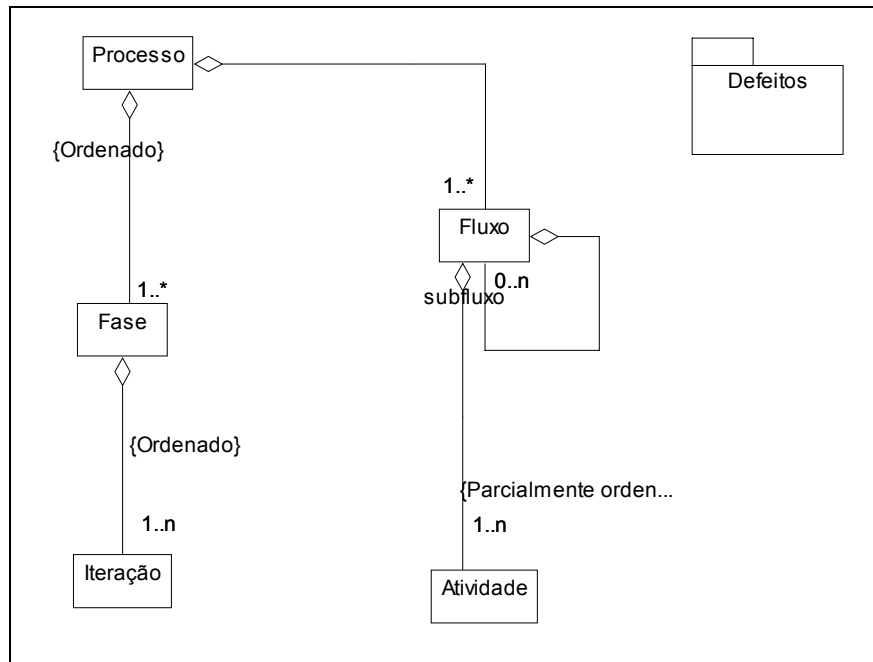 Processo
Defeitos
{Ordenado}
1..*
Fluxo
0..n
subfluxo
1..*
Fase
{Ordenado}
{Parcialmente orden...
1..n
1..n
Iteração
Atividade